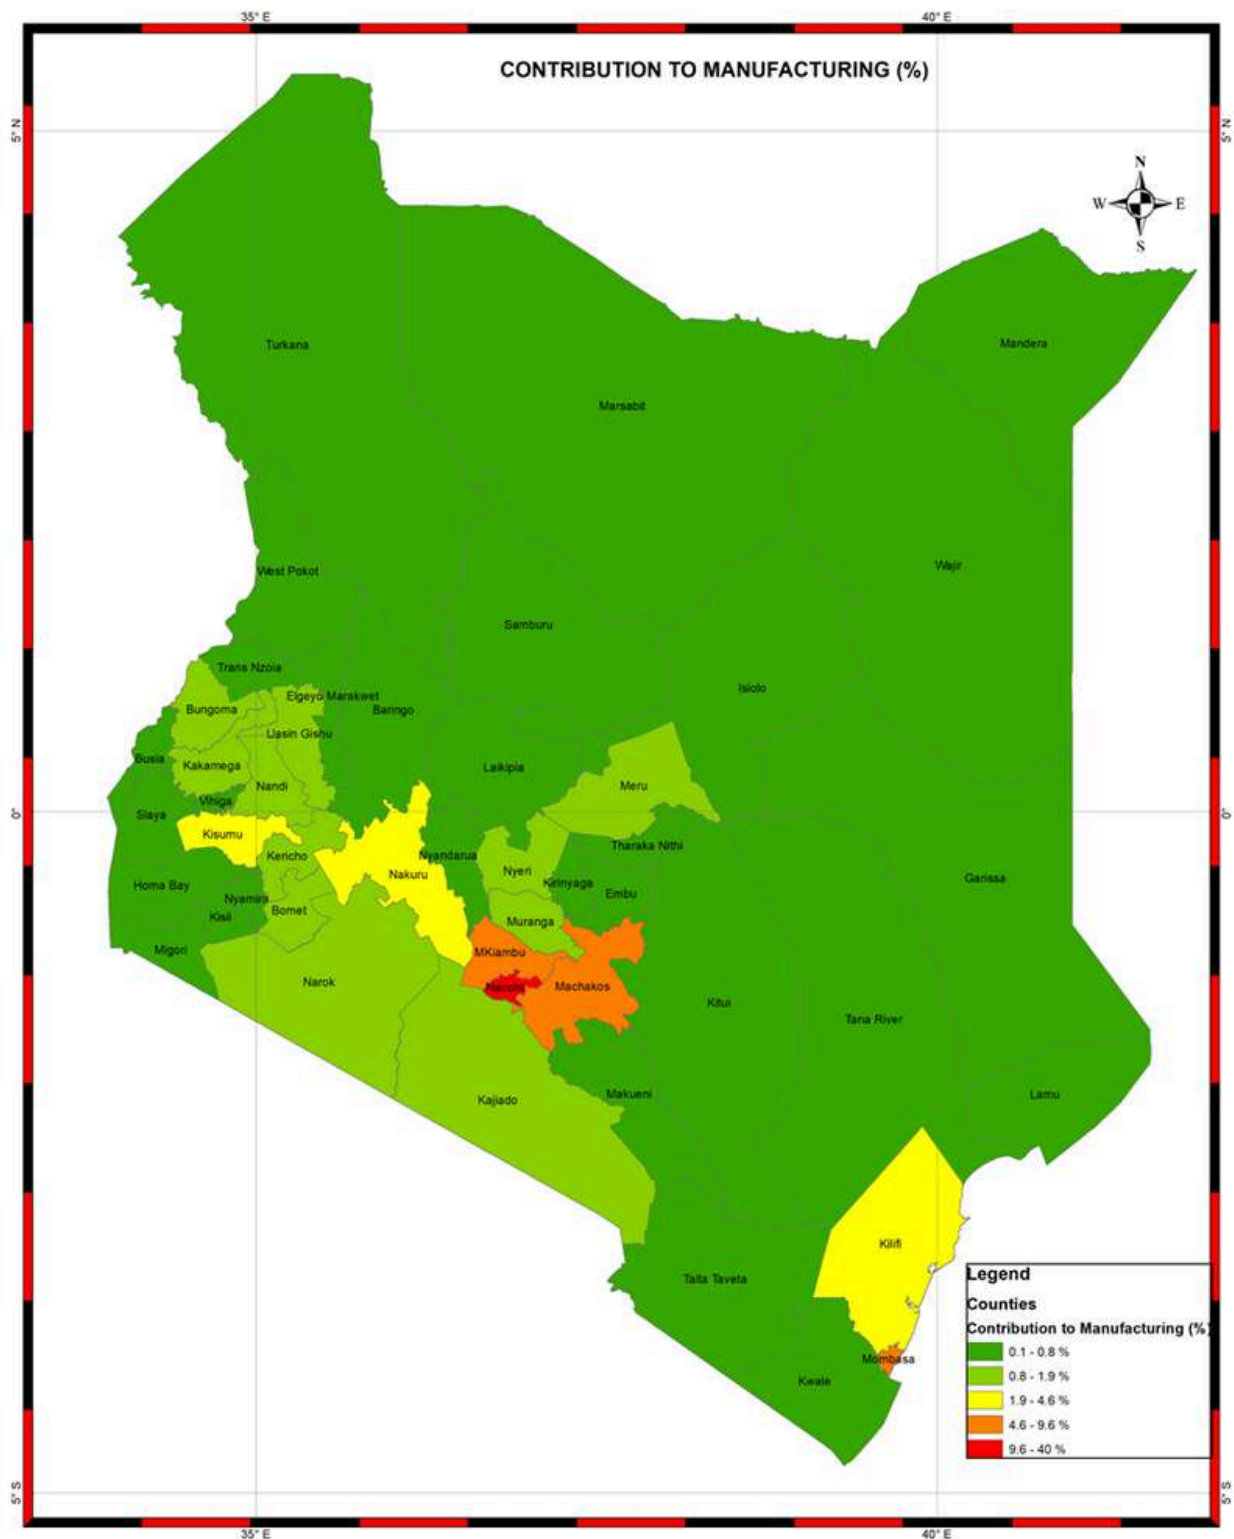 35° E
40° E
CONTRIBUTION TO MANUFACTURING (%)
5° N
5° N
N
W
E
S
Turkana
Mandera
Marsabit
West Pokot
Wajir
Samburu
Trans Nzoia
Isiolo
Elgeyo Marakwet
Bungoma
Baringo
Uasin Gishu
Busia
Kakamega
Laikipia
Nandi
Meru
Vihiga
0°
0°
Siaya
Kisumu
Tharaka Nithi
Kericho
Nyandarua
Nyeri
Nakuru
Garissa
Homa Bay
Kirinyaga
Embu
Nyamira
Bomet
Kisii
Muranga
Migori
MKiambu
Narok
Nairobi
Machakos
Kitui
Tana River
Makueni
Lamu
Kajiado
Kilifi
Taita Taveta
Legend
Counties
Contribution to Manufacturing (%)
0.1 - 0.8 %
Mombasa
0.8 - 1.9 %
Kwale
1.9 - 4.6 %
4.6 - 9.6 %
9.6 - 40 %
5° S
5° S
35° E
40° E